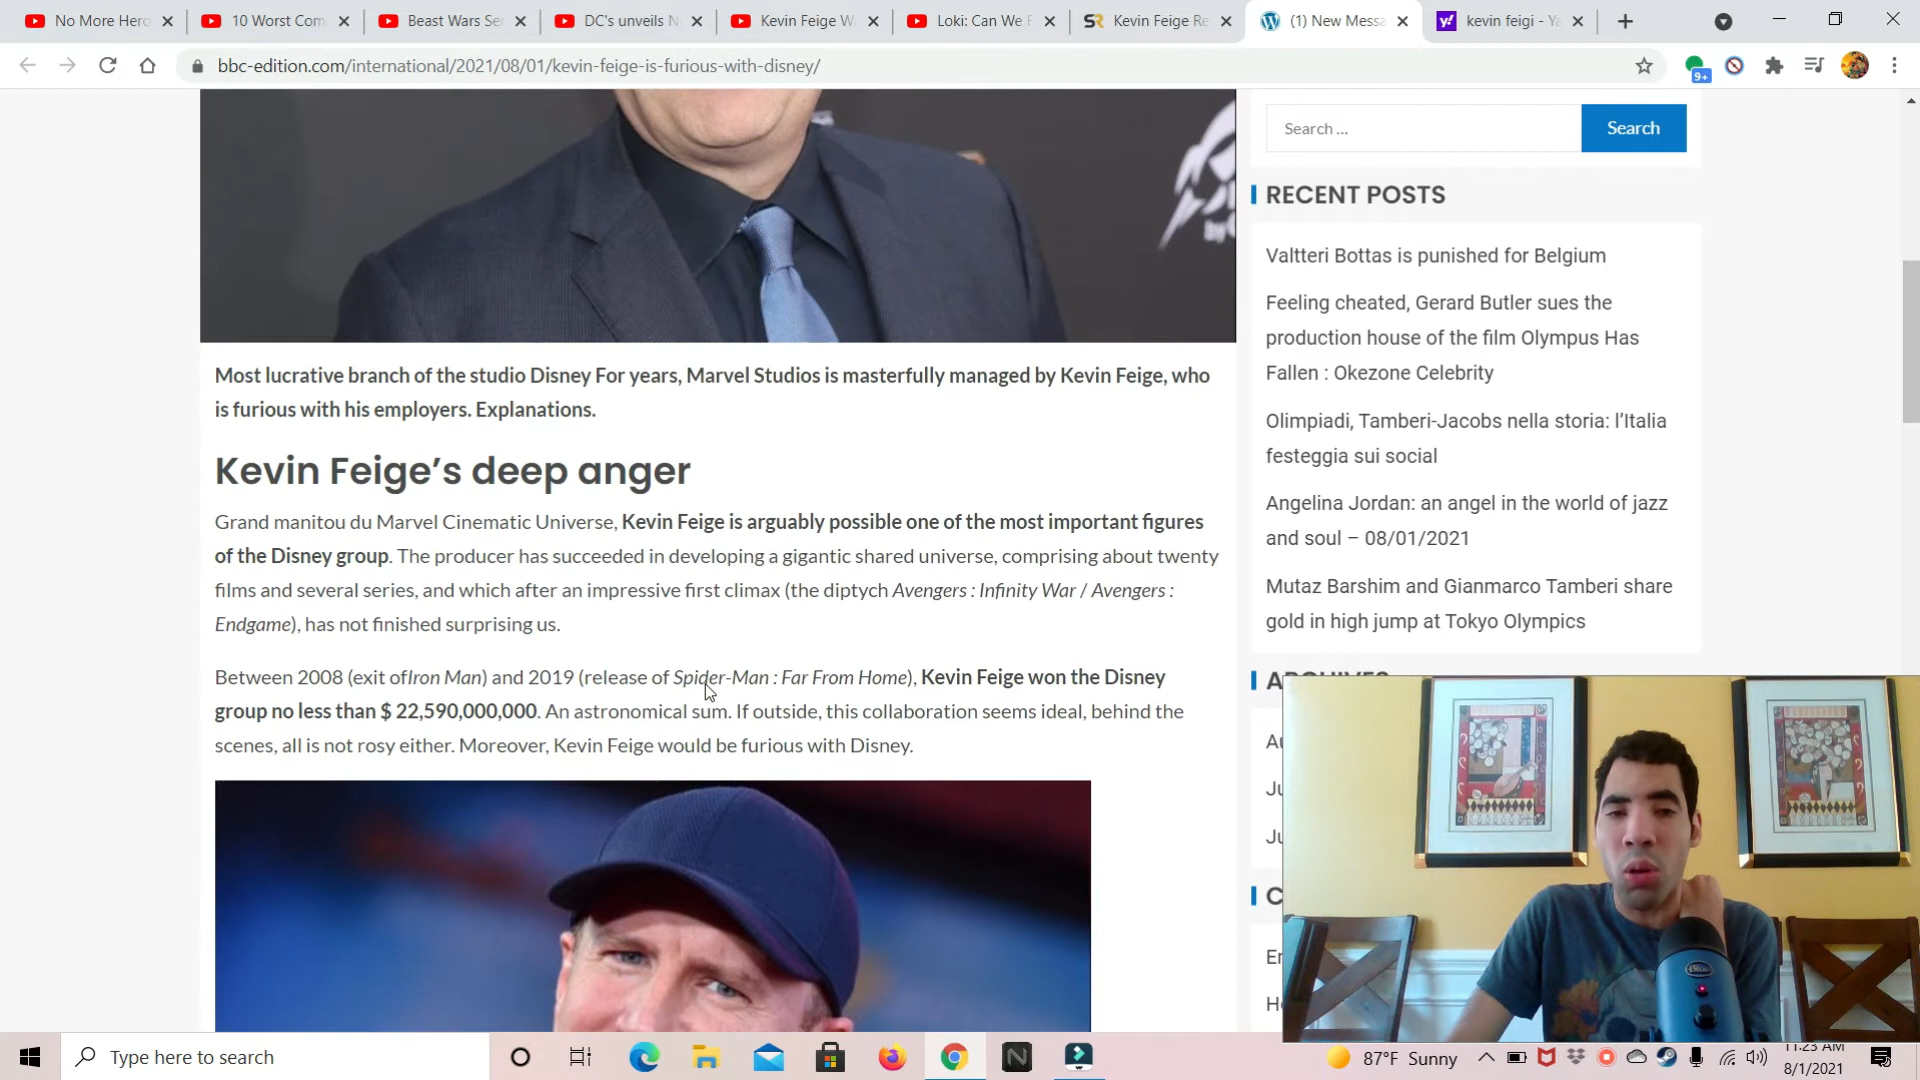 No More Hero
10 Worst Com
Beast Wars Se
DC's unveils N
Kevin Feige W
Loki: Can We F
SR Kevin Feige Re
(1) New Messa
y! kevin feigi - Ya
bbc-edition.com/international/2021/08/01/kevin-feige-is-furious-with-disney/
9+
Search ...
Search
RECENT POSTS
Valtteri Bottas is punished for Belgium
Feeling cheated, Gerard Butler sues the
production house of the film Olympus Has
Fallen : Okezone Celebrity
Olimpiadi, Tamberi-Jacobs nella storia: l'Italia
festeggia sui social
Angelina Jordan: an angel in the world of jazz
and soul – 08/01/2021
Mutaz Barshim and Gianmarco Tamberi share
gold in high jump at Tokyo Olympics
Most lucrative branch of the studio Disney For years, Marvel Studios is masterfully managed by Kevin Feige, who
is furious with his employers. Explanations.
Kevin Feige's deep anger
Grand manitou du Marvel Cinematic Universe, Kevin Feige is arguably possible one of the most important figures
of the Disney group. The producer has succeeded in developing a gigantic shared universe, comprising about twenty
films and several series, and which after an impressive first climax (the diptych Avengers : Infinity War / Avengers :
Endgame), has not finished surprising us.
Between 2008 (exit ofIron Man) and 2019 (release of Spider-Man : Far From Home), Kevin Feige won the Disney
group no less than $ 22,590,000,000. An astronomical sum. If outside, this collaboration seems ideal, behind the
scenes, all is not rosy either. Moreover, Kevin Feige would be furious with Disney.
Type here to search
87°F Sunny
11:23 AM
8/1/2021